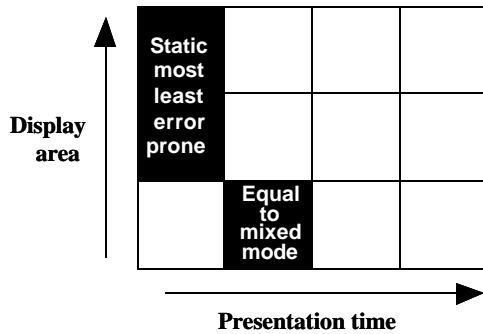 Static
most
least
error
prone
Display
area
Equal
to
mixed
mode
Presentation time